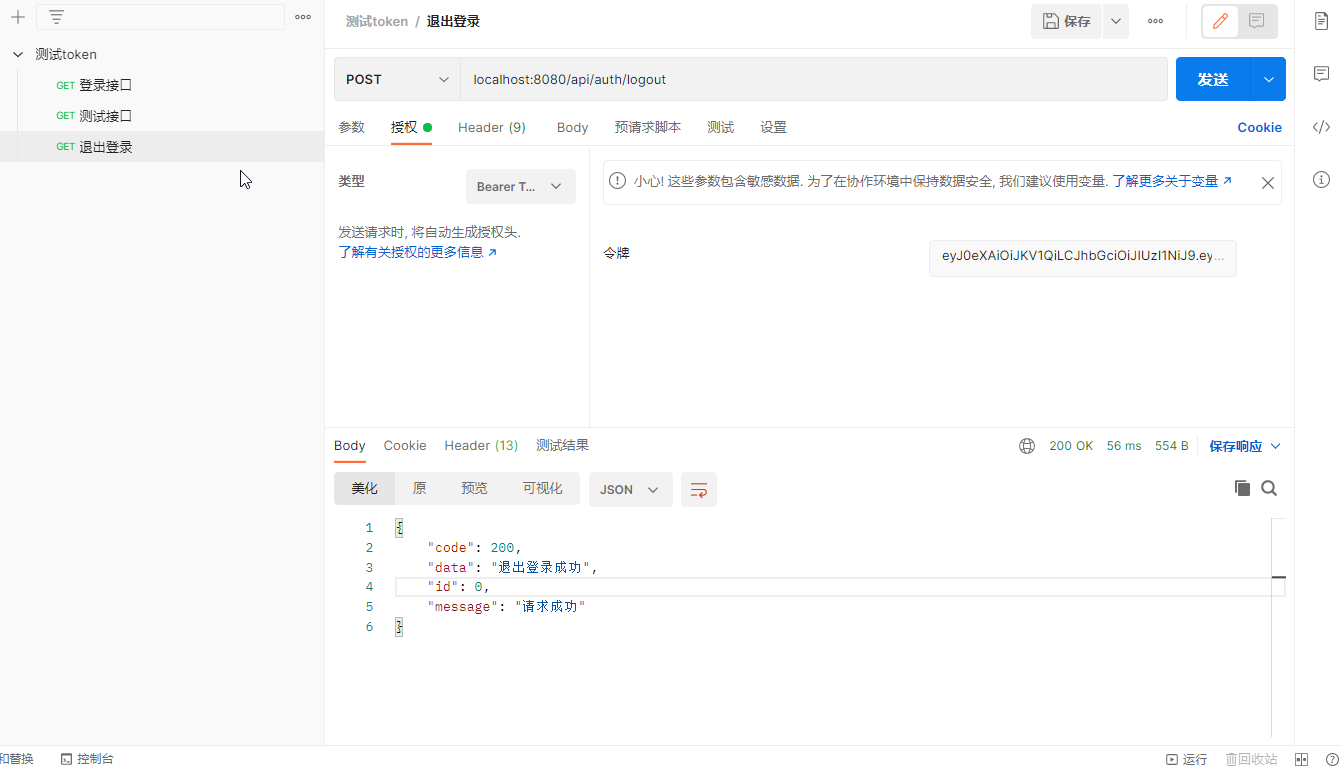 测试token / 退出登录
保存
测试token
GET 登录接口
GET 测试接口
GET 退出登录
POST
localhost:8080/api/auth/logout
发送
参数
授权
Header (9)
Body
预请求脚本
测试
设置
Cookie
类型
Bearer T...
发送请求时, 将自动生成授权头.
了解有关授权的更多信息 ↗
小心! 这些参数包含敏感数据. 为了在协作环境中保持数据安全, 我们建议使用变量. 了解更多关于变量 ↗
令牌
eyJ0eXAiOiJKV1QiLCJhbGciOiJIUzI1NiJ9.ey...
Body
Cookie
Header (13)
测试结果
200 OK
56 ms
554 B
保存响应
美化
原
预览
可视化
JSON
1 {
2 "code": 200,
3 "data": "退出登录成功",
4 "id": 0,
5 "message": "请求成功"
6 }
和替换
控制台
运行
回收站